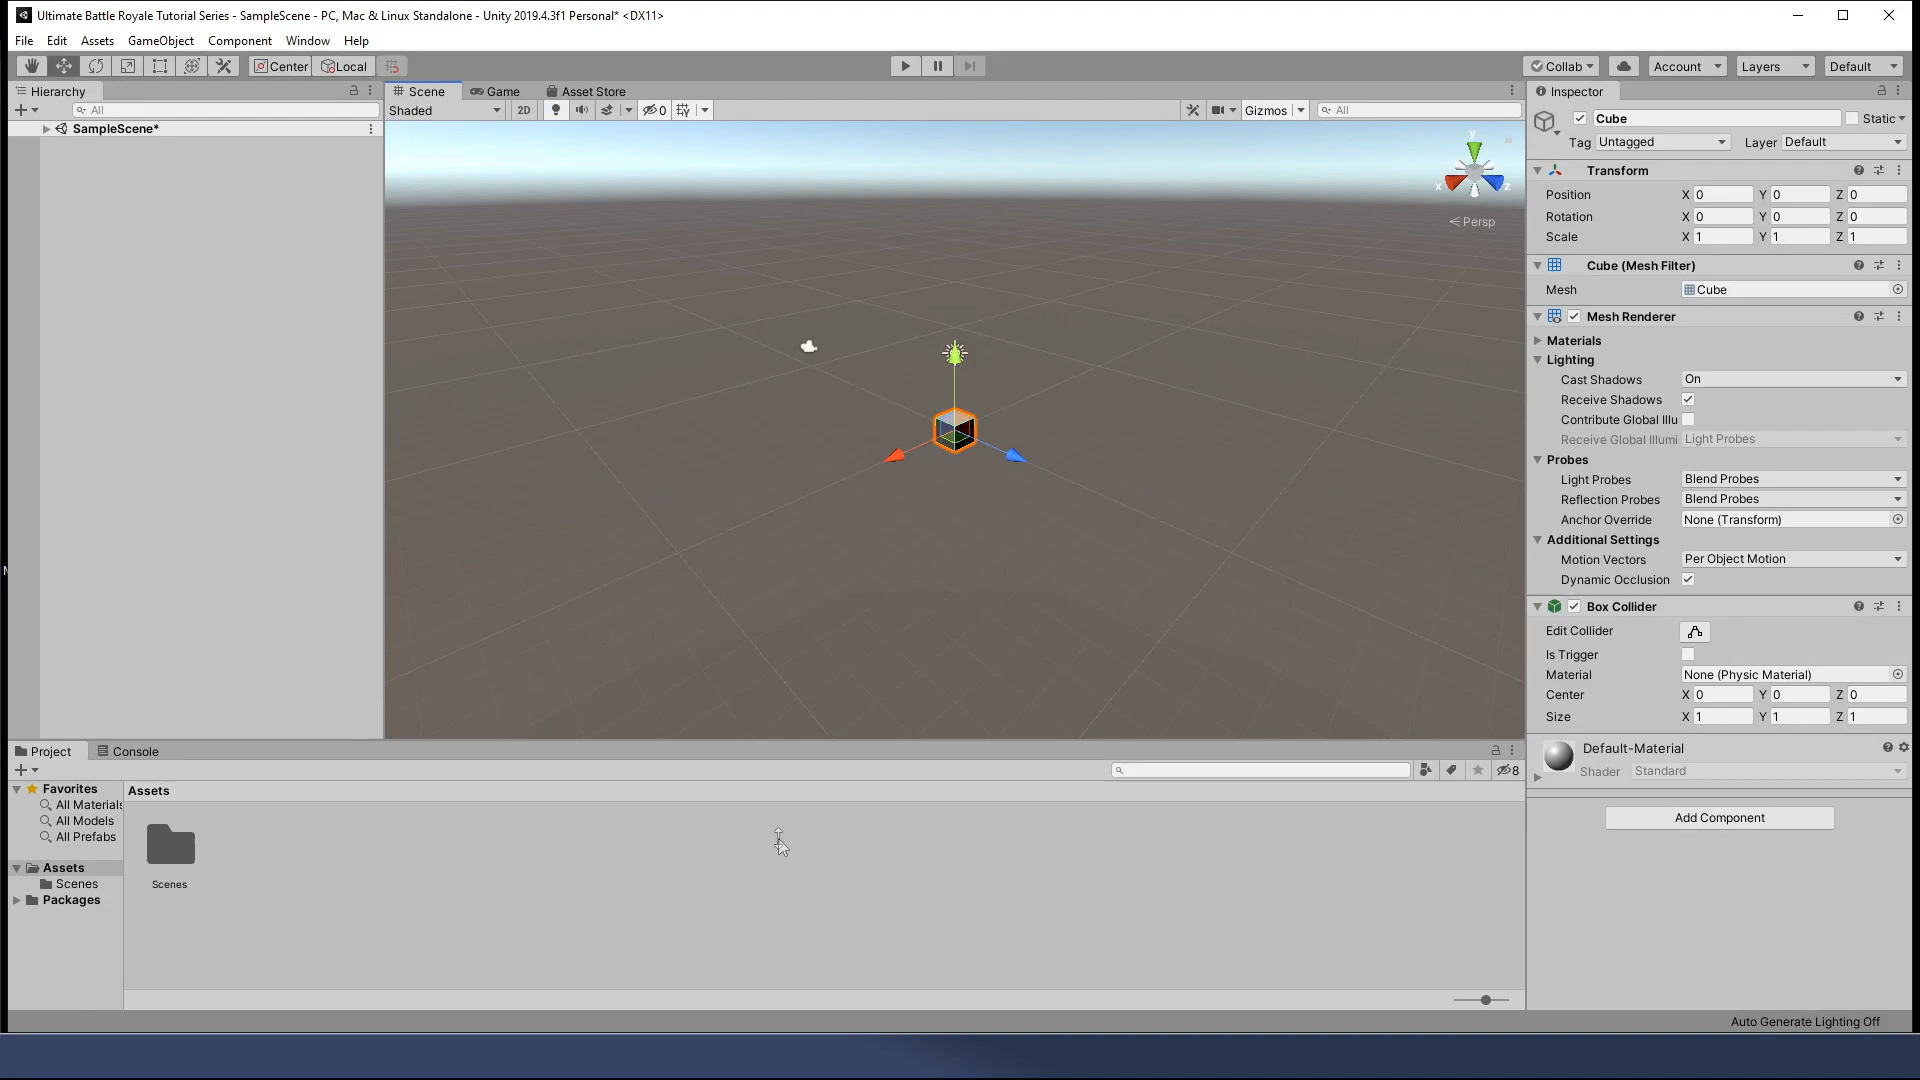 Ultimate Battle Royale Tutorial Series - SampleScene - PC, Mac & Linux Standalone - Unity 2019.4.3f1 Personal* <DX11>
File Edit Assets GameObject Component Window Help
Center Local Collab Account Layers Default
Hierarchy Scene Game Asset Store Inspector
All Shaded 2D 0 Gizmos All
Cube Static
SampleScene*
Tag Untagged Layer Default
y
x z
Persp
Transform
Position X 0 Y 0 Z 0
Rotation X 0 Y 0 Z 0
Scale X 1 Y 1 Z 1
Cube (Mesh Filter)
Mesh Cube
Mesh Renderer
Materials
Lighting
Cast Shadows On
Receive Shadows
Contribute Global Illu
Receive Global Illumi Light Probes
Probes
Light Probes Blend Probes
Reflection Probes Blend Probes
Anchor Override None (Transform)
Additional Settings
Motion Vectors Per Object Motion
Dynamic Occlusion
Box Collider
Edit Collider
Is Trigger
Material None (Physic Material)
Center X 0 Y 0 Z 0
Size X 1 Y 1 Z 1
Default-Material
Shader Standard
Add Component
Project Console
8
Favorites
All Materials
All Models
All Prefabs
Assets
Scenes
Packages
Assets
Scenes
Auto Generate Lighting Off